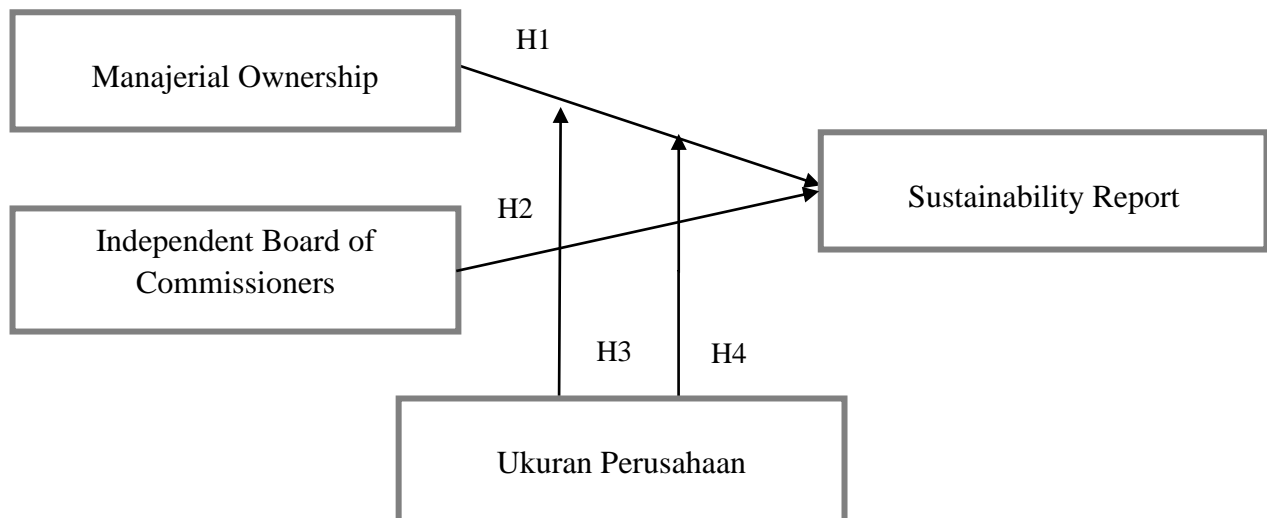 H1
Manajerial Ownership
Sustainability Report
H2
Independent Board of
Commissioners
H3
H4
Ukuran Perusahaan